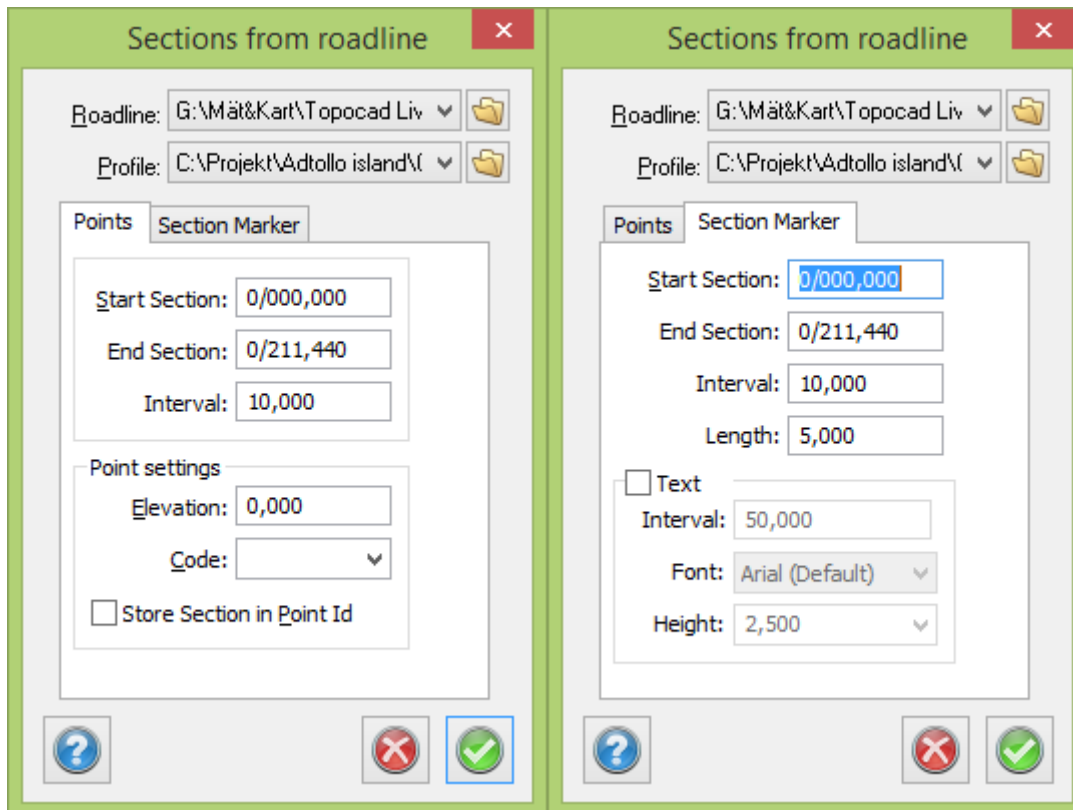 Sections from roadline
Roadline: G:\Mät&Kart\Topocad Liv
Profile: C:\Projekt\Adtollo island\(
Points Section Marker
Start Section: 0/000,000
End Section: 0/211,440
Interval: 10,000
Point settings
Elevation: 0,000
Code:
Store Section in Point Id
Sections from roadline
Roadline: G:\Mät&Kart\Topocad Liv
Profile: C:\Projekt\Adtollo island\(
Points Section Marker
Start Section: 0/000,000
End Section: 0/211,440
Interval: 10,000
Length: 5,000
Text
Interval: 50,000
Font: Arial (Default)
Height: 2,500